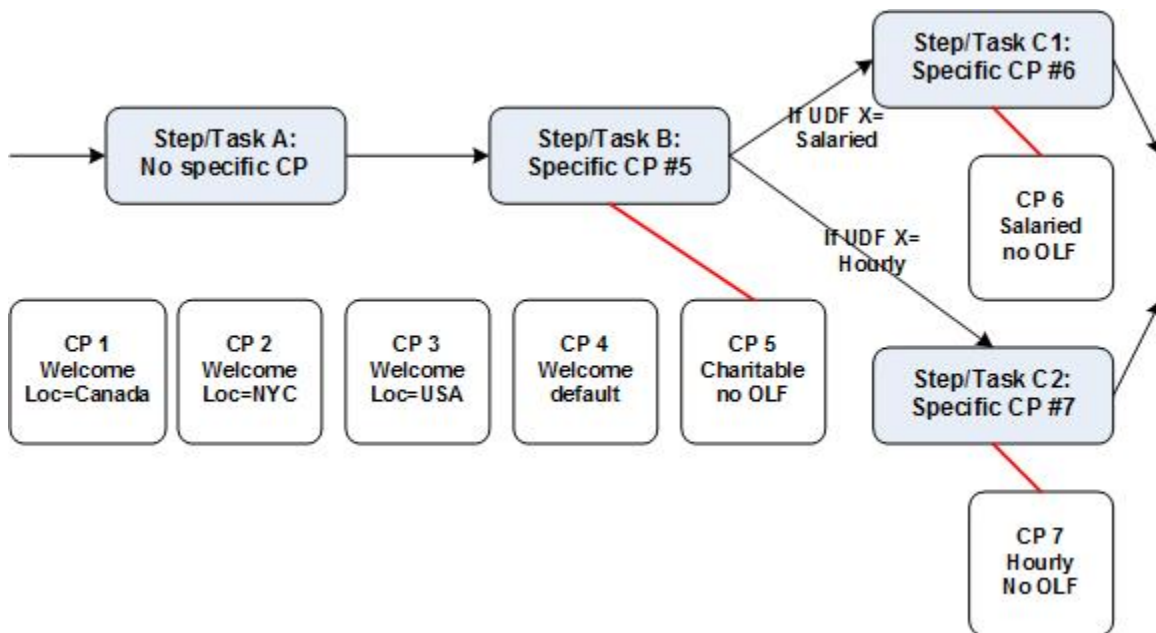 Step/Task C1:
Specific CP #6
Step/Task A:
No specific CP
Step/Task B:
Specific CP #5
If UDF X=
Salaried
CP 6
Salaried
no OLF
If UDF X=
Hourly
CP 1
Welcome
Loc=Canada
CP 2
Welcome
Loc=NYC
CP 3
Welcome
Loc=USA
CP 4
Welcome
default
CP 5
Charitable
no OLF
Step/Task C2:
Specific CP #7
CP 7
Hourly
No OLF